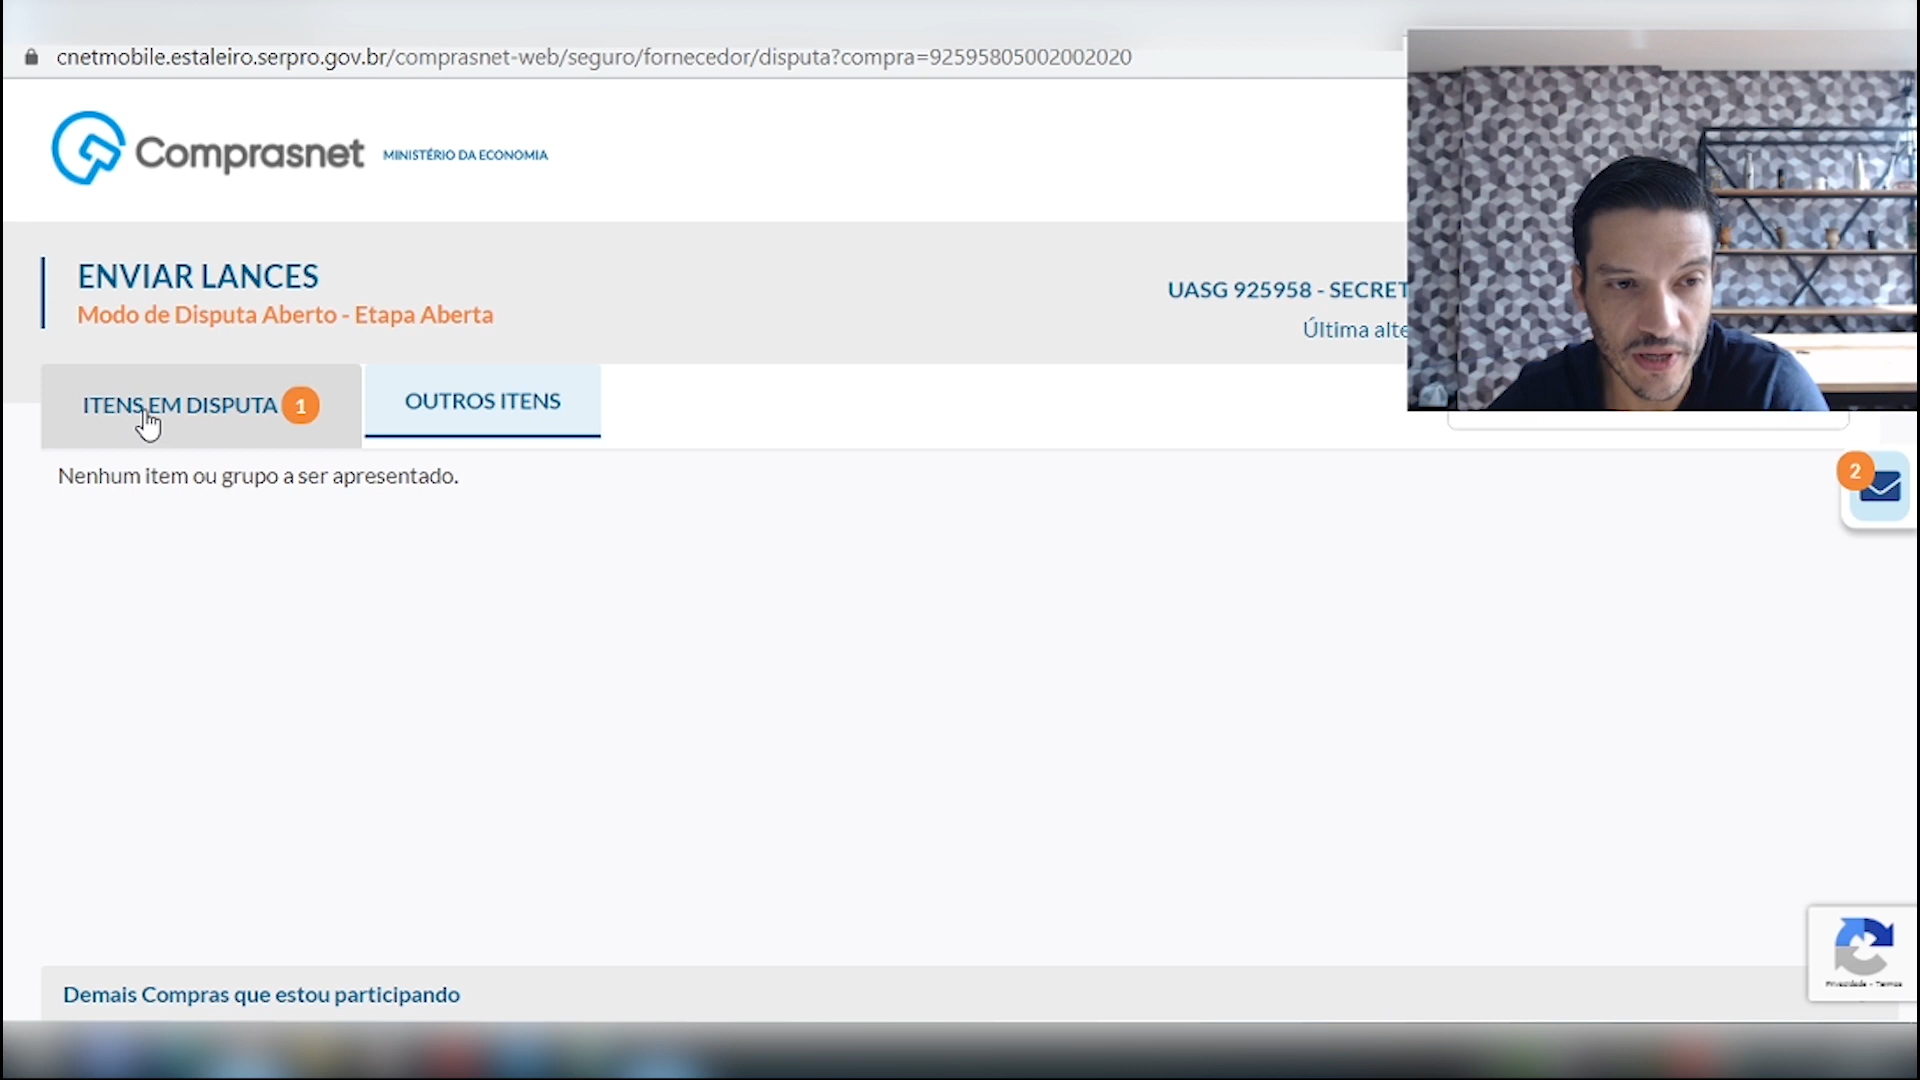 cnetmobile.estaleiro.serpro.gov.br/comprasnet-web/seguro/fornecedor/disputa?compra=92595805002002020
Comprasnet MINISTÉRIO DA ECONOMIA
ENVIAR LANCES
Modo de Disputa Aberto - Etapa Aberta
UASG 925958 - SECRET
Última alte
ITENS EM DISPUTA 1
OUTROS ITENS
Nenhum item ou grupo a ser apresentado.
2
Demais Compras que estou participando
Privacidade - Termos